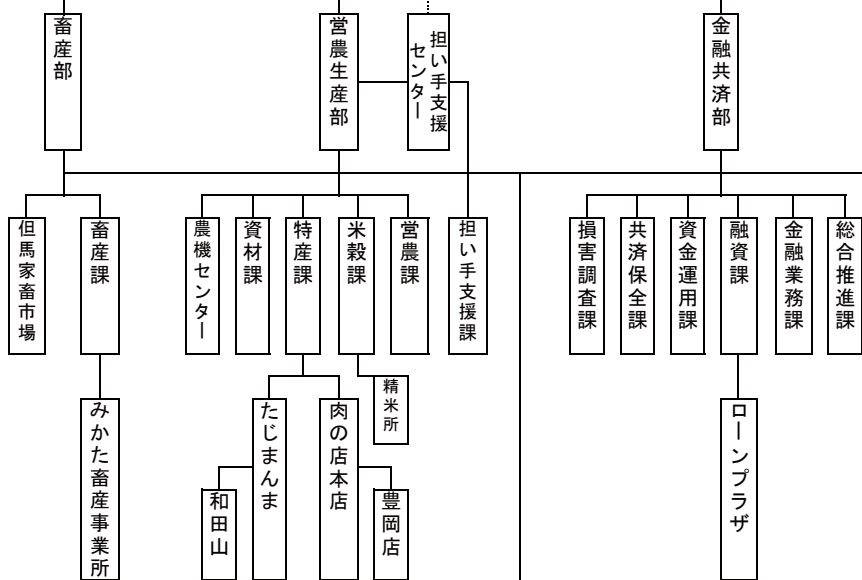 畜産部
営農生産部
担い手支援
センター
金融共済部
但馬家畜市場
畜産課
農機センター
資材課
特産課
米穀課
営農課
担い手支援課
損害調査課
共済保全課
資金運用課
融資課
金融業務課
総合推進課
みかた畜産事業所
たじまんま
肉の店本店
精米所
和田山
豊岡店
ローンプラザ